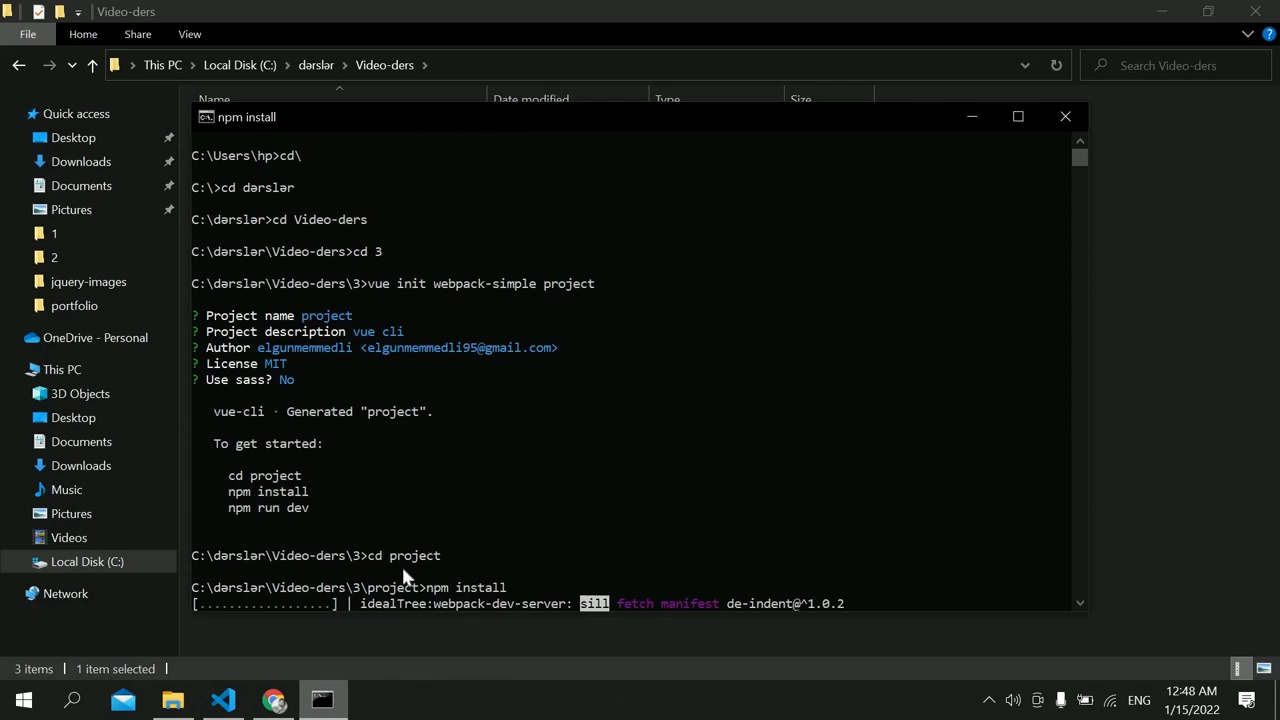 Video-ders
File Home Share View
This PC Local Disk (C:) dərslər Video-ders Search Video-ders
Name Date modified Type Size
Quick access
Desktop
Downloads
Documents
Pictures
1
2
jquery-images
portfolio
OneDrive - Personal
This PC
3D Objects
Desktop
Documents
Downloads
Music
Pictures
Videos
Local Disk (C:)
Network
npm install
C:\Users\hp>cd\
C:\>cd dərslər
C:\dərslər>cd Video-ders
C:\dərslər\Video-ders>cd 3
C:\dərslər\Video-ders\3>vue init webpack-simple project
? Project name project
? Project description vue cli
? Author elgunmemmedli <elgunmemmedli95@gmail.com>
? License MIT
? Use sass? No
vue-cli · Generated "project".
To get started:
cd project
npm install
npm run dev
C:\dərslər\Video-ders\3>cd project
C:\dərslər\Video-ders\3\project>npm install
[..................] | idealTree:webpack-dev-server: sill fetch manifest de-indent@^1.0.2
3 items 1 item selected
ENG
12:48 AM
1/15/2022